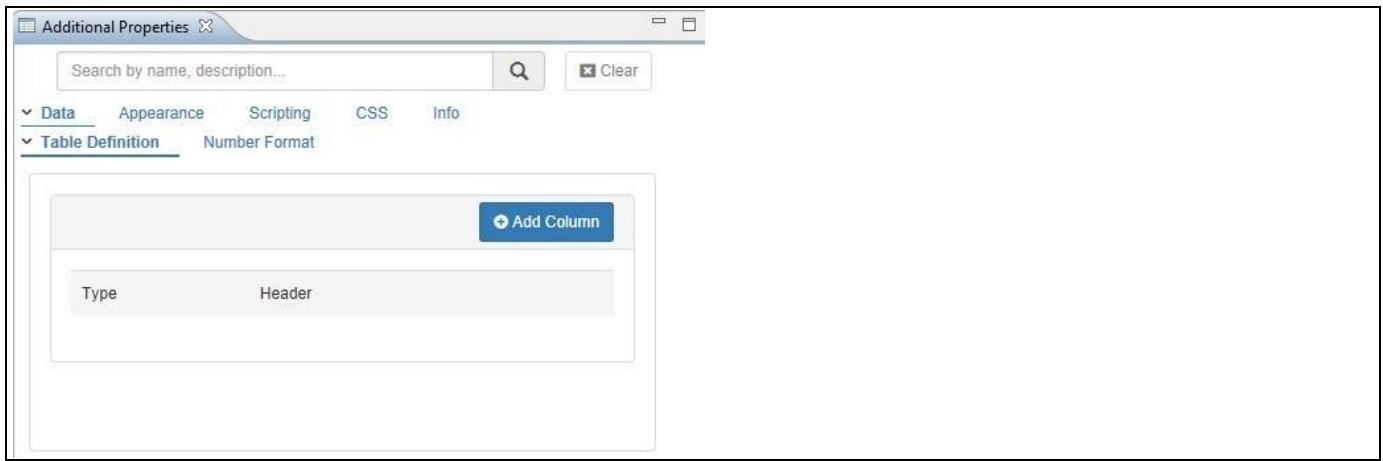 Additional Properties
Search by name, description...
Clear
Data Appearance Scripting CSS Info
Table Definition Number Format
Add Column
Type Header